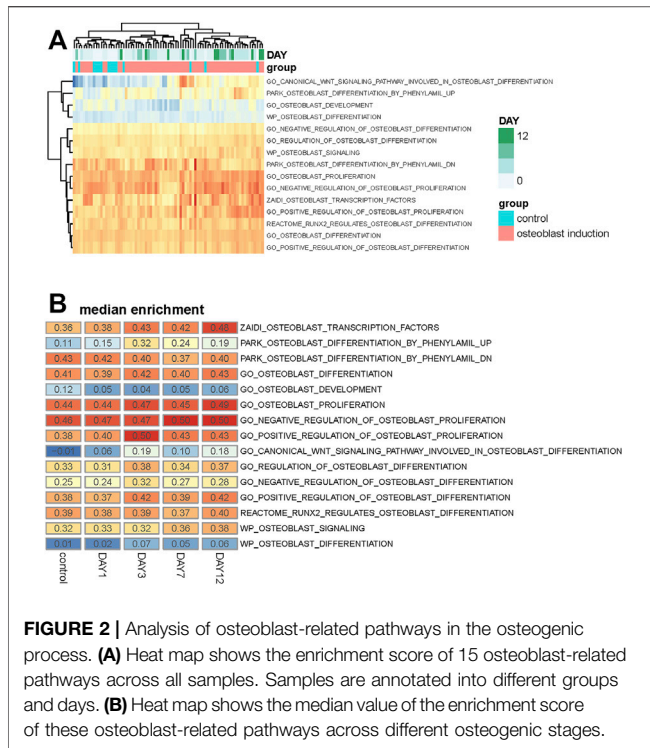 A
DAY
group
GO_CANONICAL_WNT_SIGNALING_PATHWAY_INVOLVED_IN_OSTEOBLAST_DIFFERENTIATION
PARK_OSTEOBLAST_DIFFERENTIATION_BY_PHENYLAMIL_UP
GO_OSTEOBLAST_DEVELOPMENT
WP_OSTEOBLAST_DIFFERENTIATION
GO_NEGATIVE_REGULATION_OF_OSTEOBLAST_DIFFERENTIATION
GO_REGULATION_OF_OSTEOBLAST_DIFFERENTIATION
WP_OSTEOBLAST_SIGNALING
PARK_OSTEOBLAST_DIFFERENTIATION_BY_PHENYLAMIL_DN
GO_OSTEOBLAST_PROLIFERATION
GO_NEGATIVE_REGULATION_OF_OSTEOBLAST_PROLIFERATION
ZAIDI_OSTEOBLAST_TRANSCRIPTION_FACTORS
GO_POSITIVE_REGULATION_OF_OSTEOBLAST_PROLIFERATION
REACTOME_RUNX2_REGULATES_OSTEOBLAST_DIFFERENTIATION
GO_OSTEOBLAST_DIFFERENTIATION
GO_POSITIVE_REGULATION_OF_OSTEOBLAST_DIFFERENTIATION
DAY
12
0
group
control
osteoblast induction
B median enrichment
0.36 0.38 0.43 0.42 0.48 ZAIDI_OSTEOBLAST_TRANSCRIPTION_FACTORS
0.11 0.15 0.32 0.24 0.19 PARK_OSTEOBLAST_DIFFERENTIATION_BY_PHENYLAMIL_UP
0.43 0.42 0.40 0.37 0.40 PARK_OSTEOBLAST_DIFFERENTIATION_BY_PHENYLAMIL_DN
0.41 0.39 0.42 0.40 0.43 GO_OSTEOBLAST_DIFFERENTIATION
0.12 0.05 0.04 0.05 0.06 GO_OSTEOBLAST_DEVELOPMENT
0.44 0.44 0.47 0.45 0.49 GO_OSTEOBLAST_PROLIFERATION
0.46 0.47 0.47 0.50 0.50 GO_NEGATIVE_REGULATION_OF_OSTEOBLAST_PROLIFERATION
0.38 0.40 0.50 0.43 0.43 GO_POSITIVE_REGULATION_OF_OSTEOBLAST_PROLIFERATION
−0.01 0.06 0.19 0.10 0.18 GO_CANONICAL_WNT_SIGNALING_PATHWAY_INVOLVED_IN_OSTEOBLAST_DIFFERENTIATION
0.33 0.31 0.38 0.34 0.37 GO_REGULATION_OF_OSTEOBLAST_DIFFERENTIATION
0.25 0.24 0.32 0.27 0.28 GO_NEGATIVE_REGULATION_OF_OSTEOBLAST_DIFFERENTIATION
0.38 0.37 0.42 0.39 0.42 GO_POSITIVE_REGULATION_OF_OSTEOBLAST_DIFFERENTIATION
0.39 0.38 0.39 0.37 0.40 REACTOME_RUNX2_REGULATES_OSTEOBLAST_DIFFERENTIATION
0.32 0.33 0.32 0.36 0.38 WP_OSTEOBLAST_SIGNALING
0.01 0.02 0.07 0.05 0.06 WP_OSTEOBLAST_DIFFERENTIATION
control DAY1 DAY3 DAY7 DAY12
FIGURE 2 | Analysis of osteoblast-related pathways in the osteogenic
process. (A) Heat map shows the enrichment score of 15 osteoblast-related
pathways across all samples. Samples are annotated into different groups
and days. (B) Heat map shows the median value of the enrichment score
of these osteoblast-related pathways across different osteogenic stages.